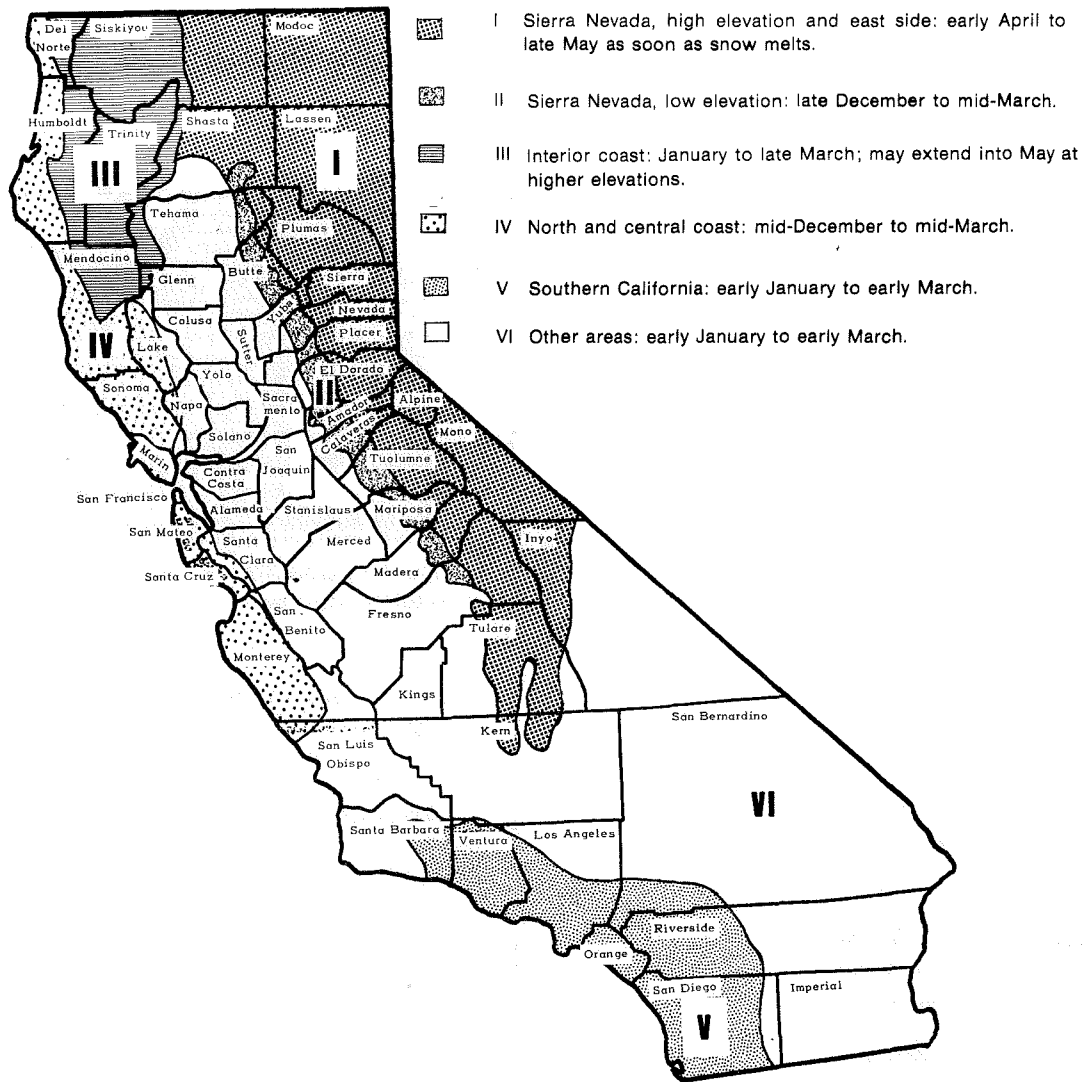 I Sierra Nevada, high elevation and east side: early April to
late May as soon as snow melts.
II Sierra Nevada, low elevation: late December to mid-March.
III Interior coast: January to late March; may extend into May at
higher elevations.
IV North and central coast: mid-December to mid-March.
V Southern California: early January to early March.
VI Other areas: early January to early March.
Del
Norte
Siskiyou
Modoc
Humboldt
Trinity
Shasta
Lassen
III
I
Tehama
Plumas
Mendocino
Glenn
Butte
Sierra
Yuba
Nevada
Colusa
Sutter
Placer
IV
Lake
El Dorado
Yolo
II
Sonoma
Napa
Sacra
mento
Amador
Alpine
Solano
Calaveras
Mono
Marin
San
Joaquin
Tuolumne
Contra
Costa
San Francisco
Alameda
Stanislaus
Mariposa
San Mateo
Santa
Clara
Merced
Inyo
Santa Cruz
Madera
San
Benito
Fresno
Tulare
Monterey
Kings
San Bernardino
Kern
San Luis
Obispo
VI
Santa Barbara
Ventura
Los Angeles
Riverside
Orange
San Diego
Imperial
V